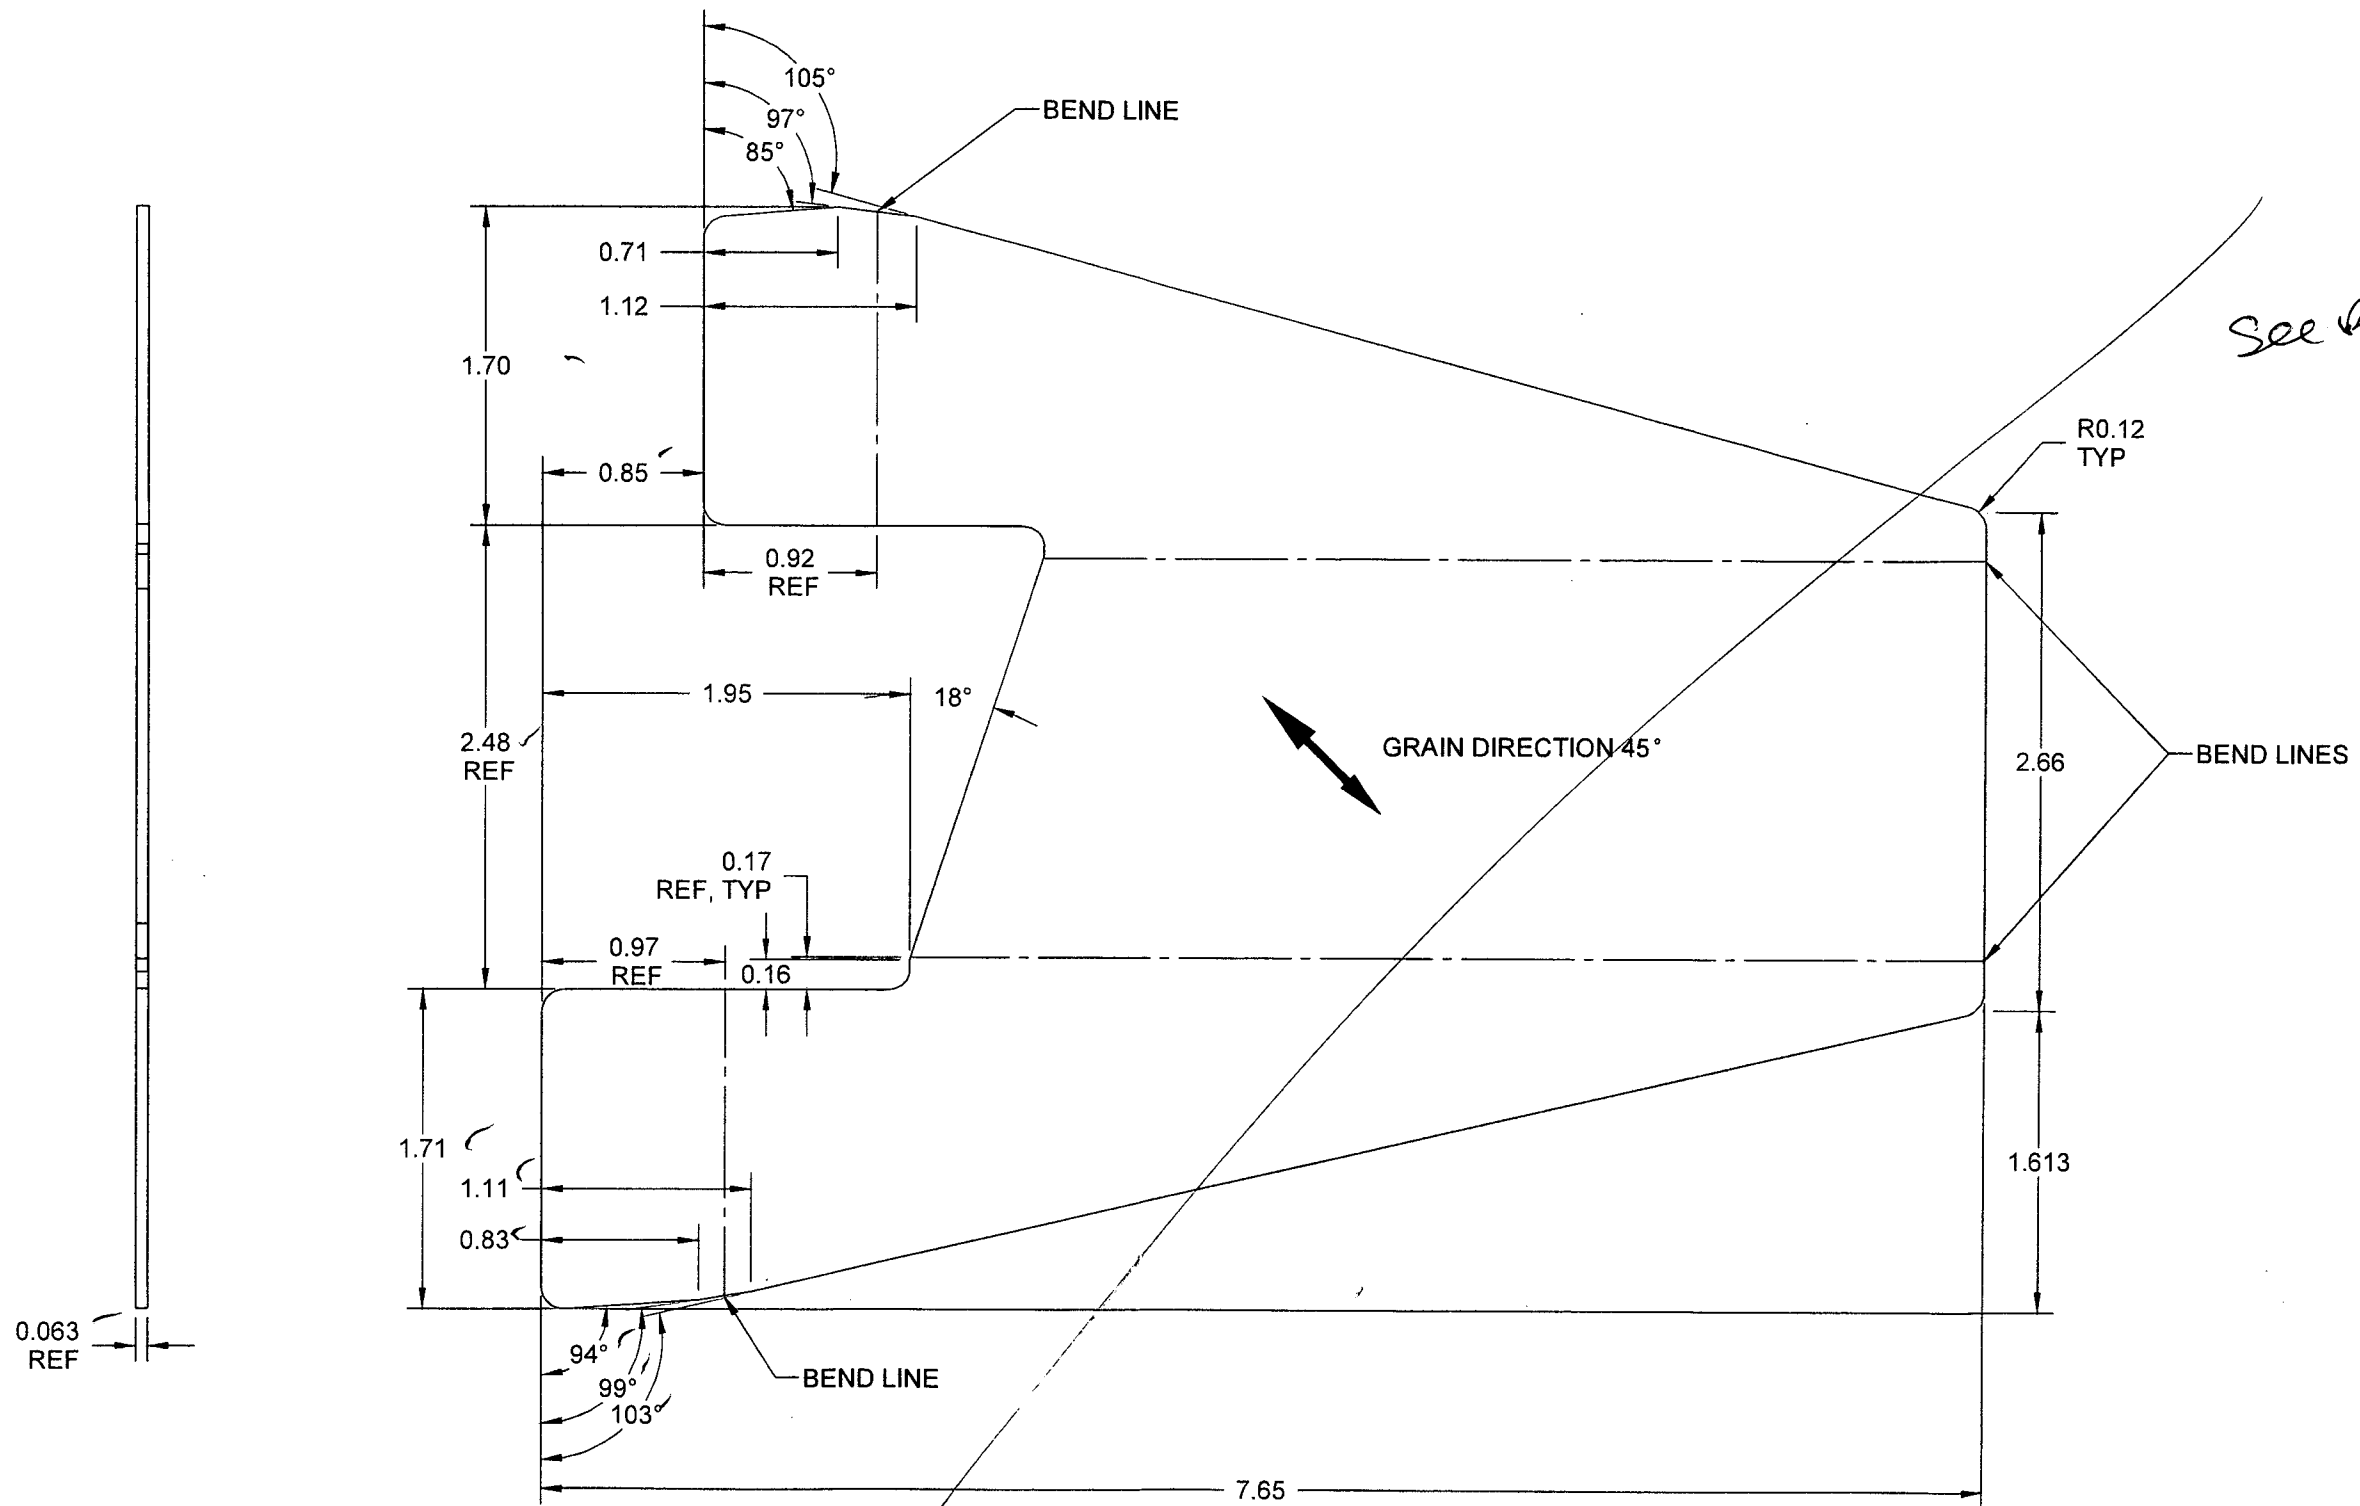 105°
97°
BEND LINE
85°
0.71
1.12
1.70
See
R0.12
TYP
0.85
0.92
REF
1.95
18°
2.48
REF
GRAIN DIRECTION 45°
2.66
BEND LINES
0.17
REF, TYP
0.97
REF
0.16
1.71
1.11
1.613
0.83
0.063
REF
94°
99°
103°
BEND LINE
7.65